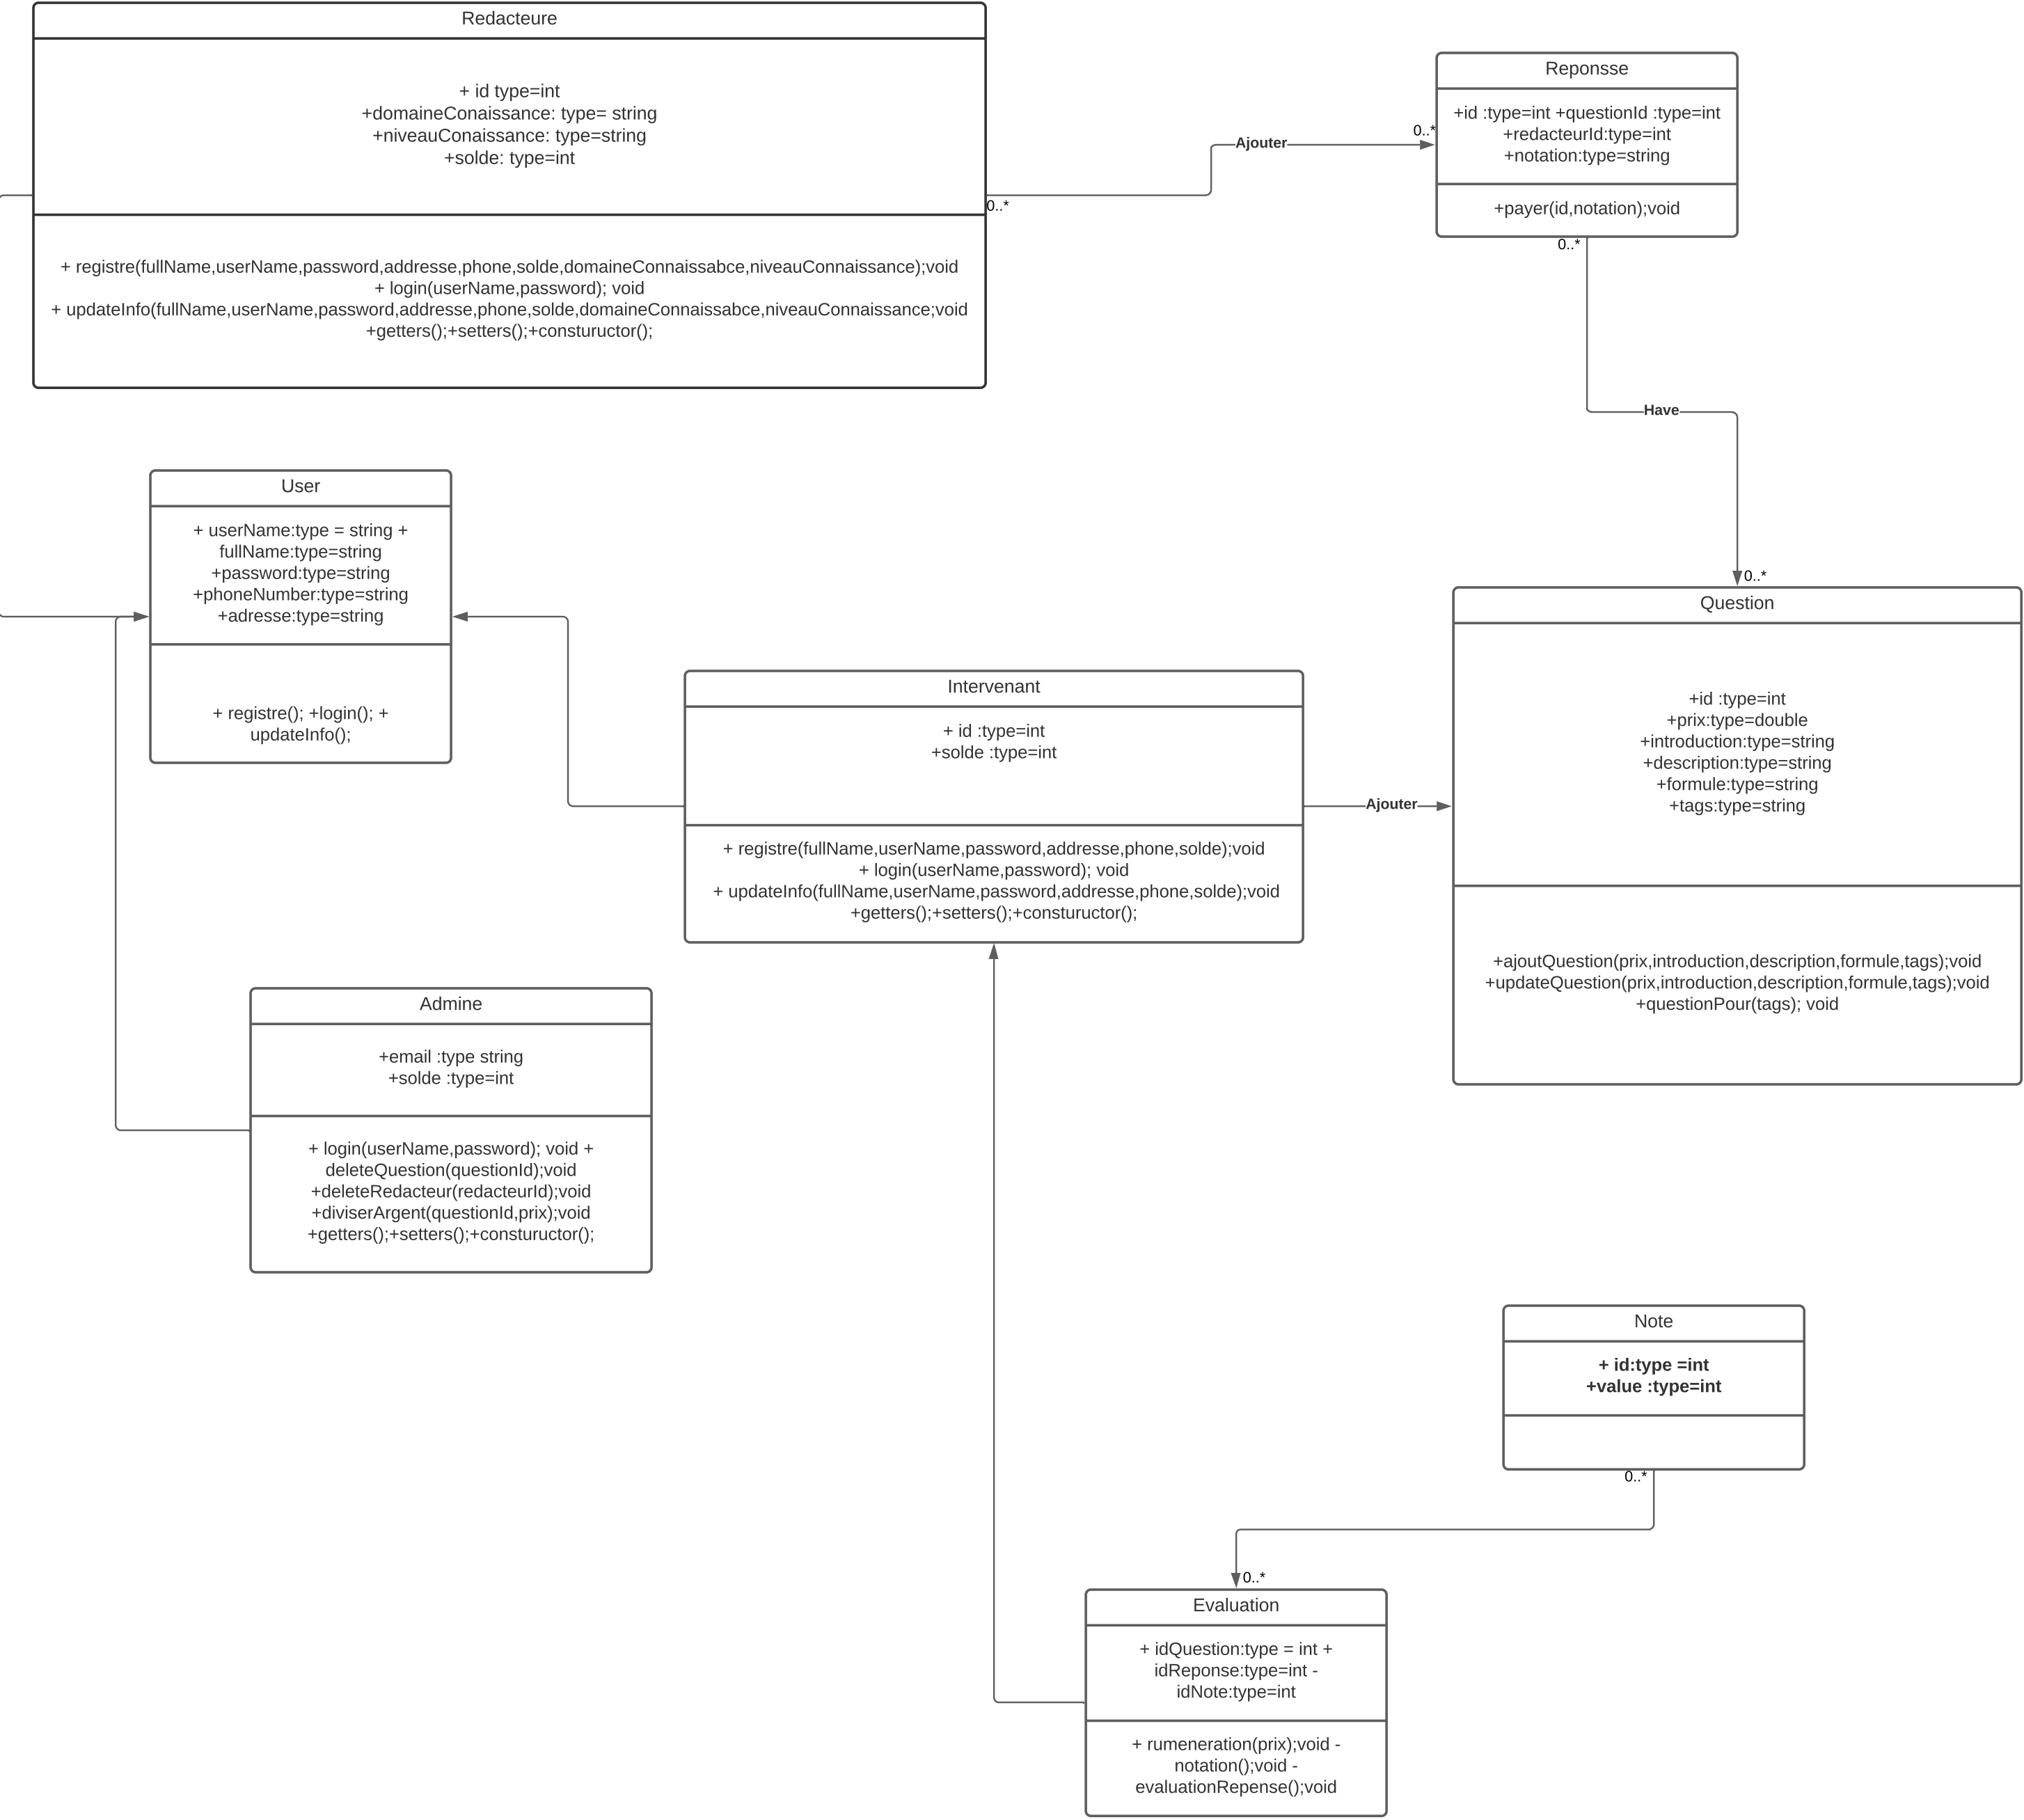 Redacteure
+ id type=int
+domaineConaissance: type= string
+niveauConaissance: type=string
+solde: type=int
+ registre(fullName,userName,password,addresse,phone,solde,domaineConnaissabce,niveauConnaissance);void
+ login(userName,password); void
+ updateInfo(fullName,userName,password,addresse,phone,solde,domaineConnaissabce,niveauConnaissance;void
+getters();+setters();+constuructor();
0..*
Ajouter
0..*
Reponsse
+id :type=int +questionId :type=int
+redacteurId:type=int
+notation:type=string
+payer(id,notation);void
0..*
Have
0..*
User
+ userName:type = string +
fullName:type=string
+password:type=string
+phoneNumber:type=string
+adresse:type=string
+ registre(); +login(); +
updateInfo();
Intervenant
+ id :type=int
+solde :type=int
+ registre(fullName,userName,password,addresse,phone,solde);void
+ login(userName,password); void
+ updateInfo(fullName,userName,password,addresse,phone,solde);void
+getters();+setters();+constuructor();
Ajouter
Question
+id :type=int
+prix:type=double
+introduction:type=string
+description:type=string
+formule:type=string
+tags:type=string
+ajoutQuestion(prix,introduction,description,formule,tags);void
+updateQuestion(prix,introduction,description,formule,tags);void
+questionPour(tags); void
Admine
+email :type string
+solde :type=int
+ login(userName,password); void +
deleteQuestion(questionId);void
+deleteRedacteur(redacteurId);void
+diviserArgent(questionId,prix);void
+getters();+setters();+constuructor();
Note
+ id:type =int
+value :type=int
0..*
0..*
Evaluation
+ idQuestion:type = int +
idReponse:type=int -
idNote:type=int
+ rumeneration(prix);void -
notation();void -
evaluationRepense();void